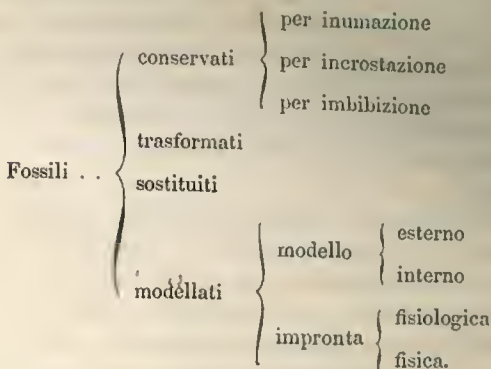 per inumazione
conservati
per incrostazione
per imbibizione
trasformati
Fossili . .
sostituiti
esterno
modello
interno
modellati
fisiologica
impronta
fisica.